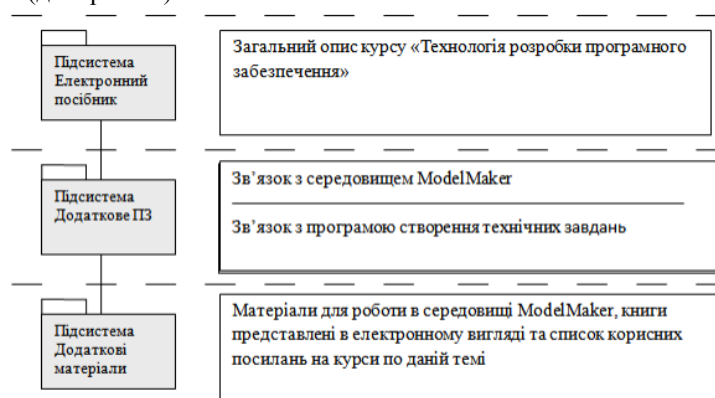 Підсистема
Електронний
посібник
Загальний опис курсу «Технологія розробки програмного
забезпечення»
Підсистема
Додаткове ПЗ
Зв’язок з середовищем ModelMaker
Зв’язок з програмою створення технічних завдань
Підсистема
Додаткові
матеріали
Матеріали для роботи в середовищі ModelMaker, книги
представлені в електронному вигляді та список корисних
посилань на курси по даній темі